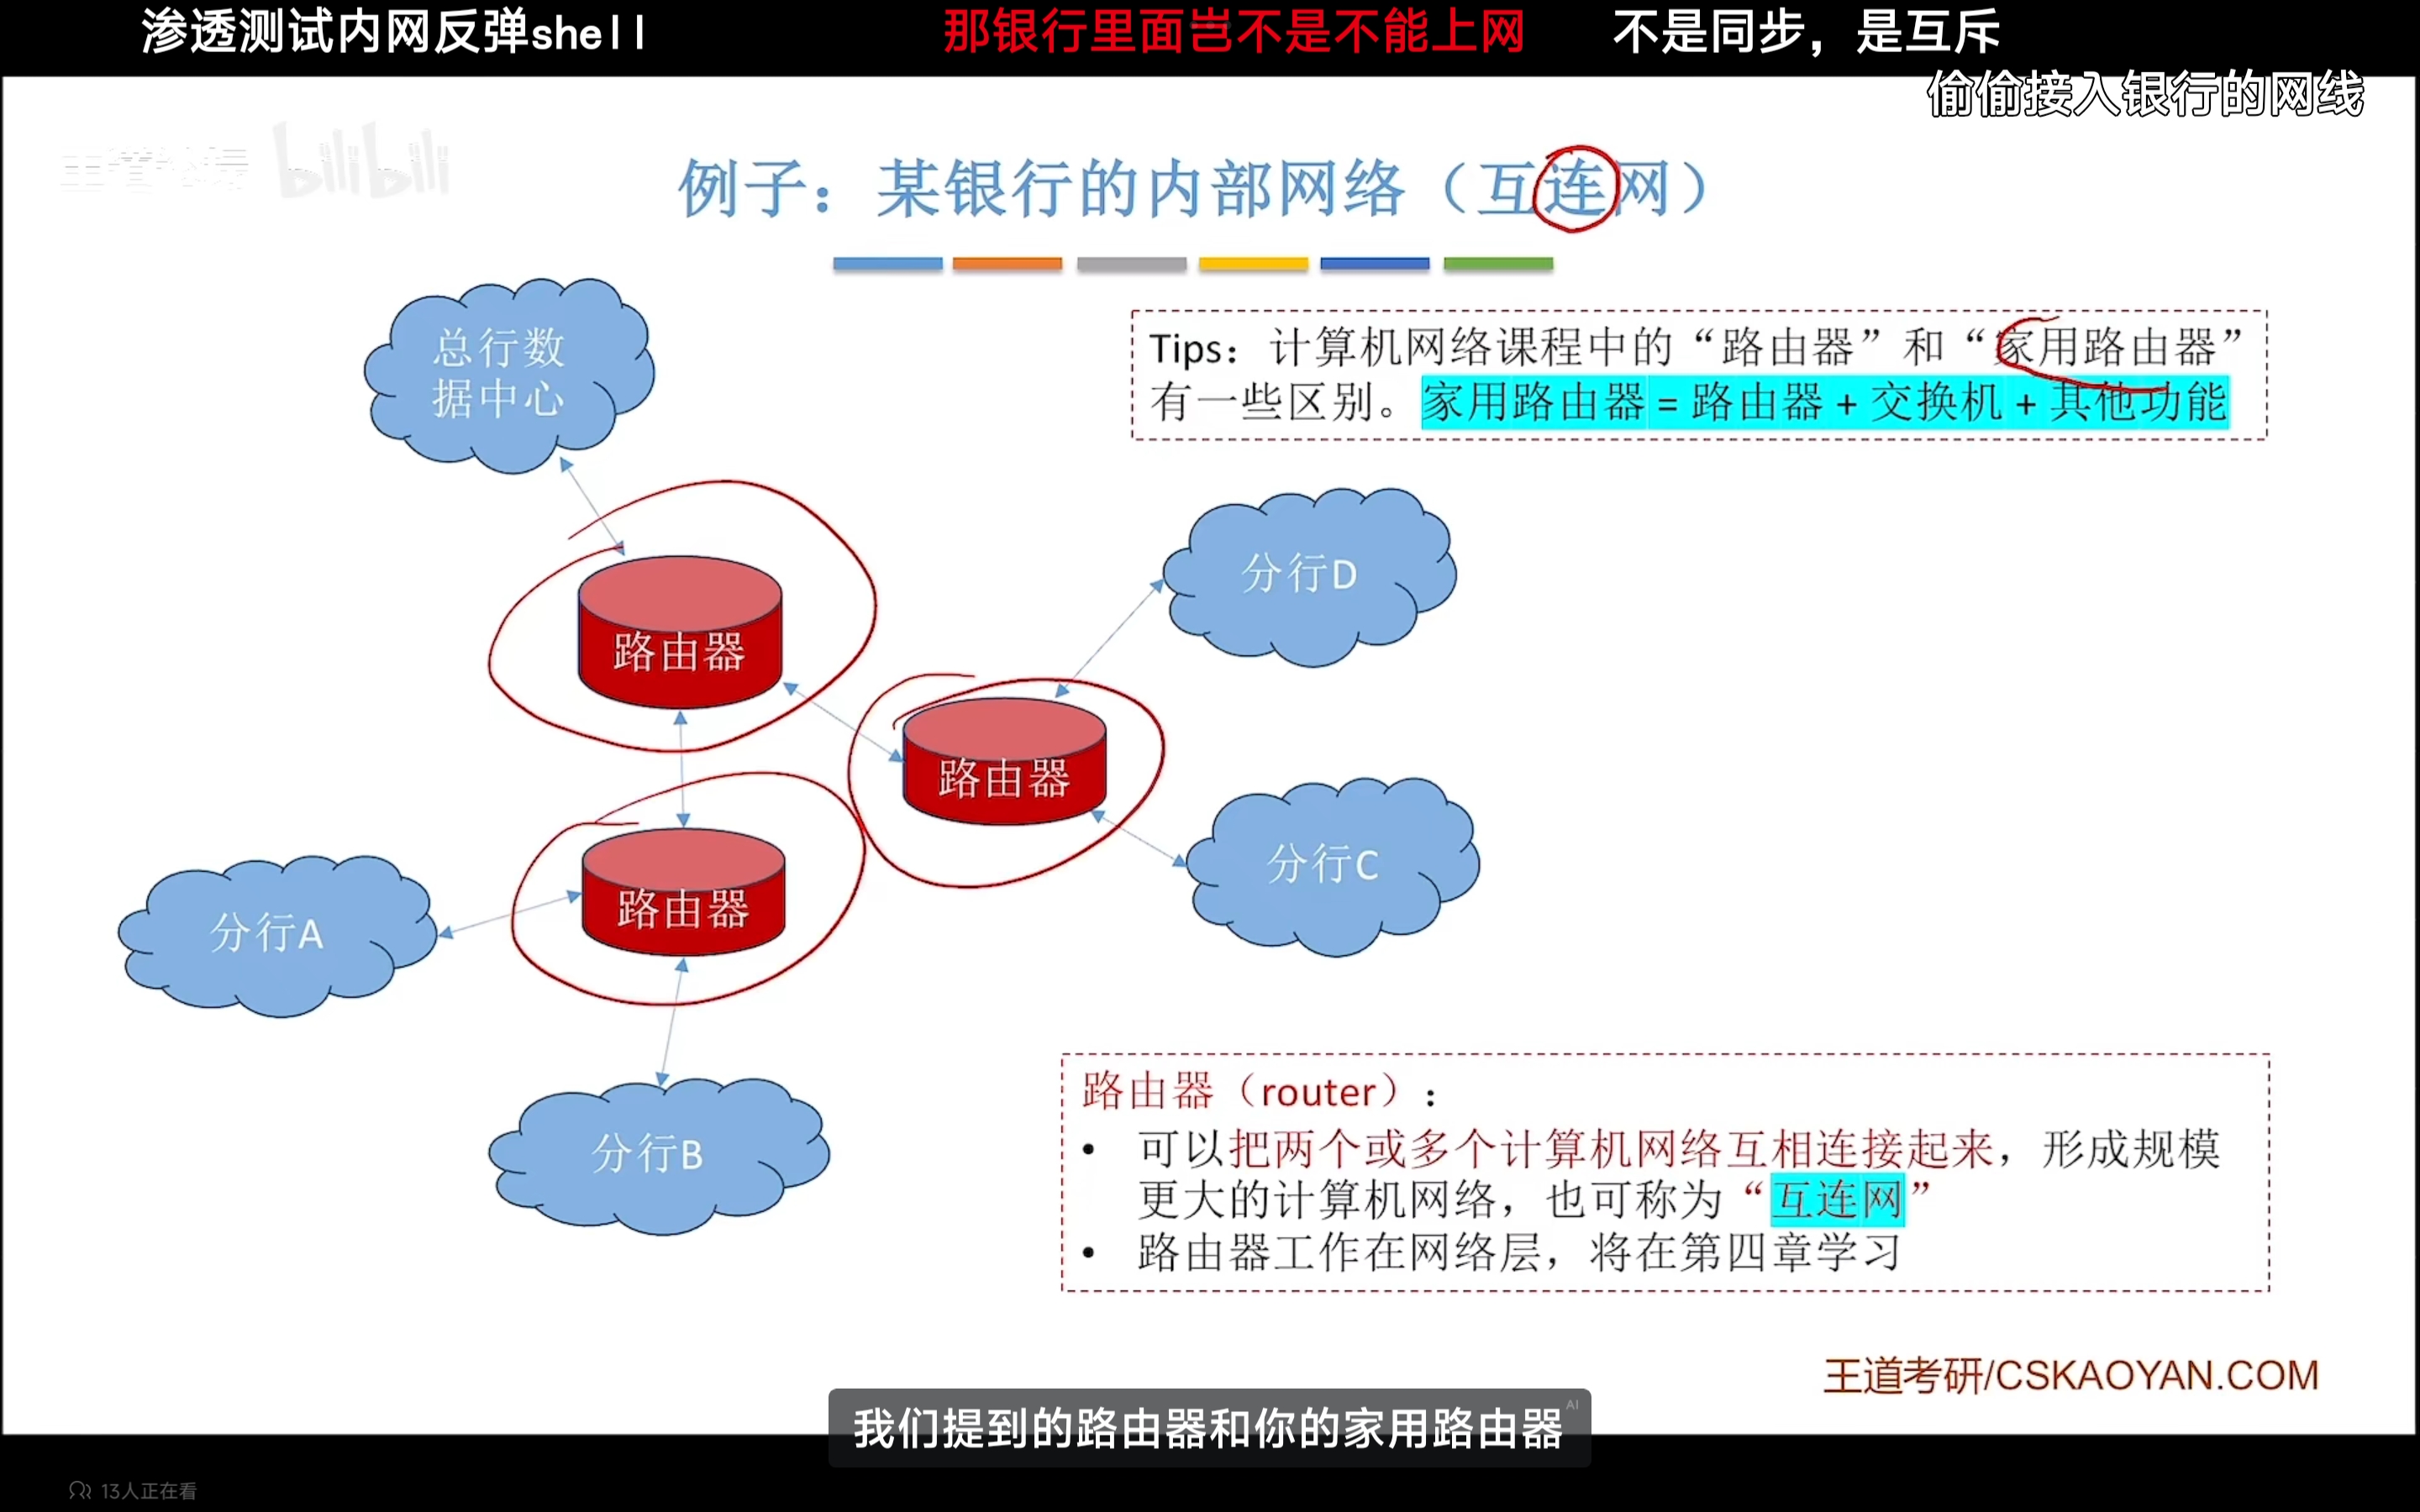 渗透测试内网反弹shell
那银行里面岂不是不能上网
不是同步，是互斥
偷偷接入银行的网线
bilibili
例子：某银行的内部网络（互连网）
Tips：计算机网络课程中的“路由器”和“家用路由器”
有一些区别。家用路由器 = 路由器 + 交换机 + 其他功能
总行数
据中心
路由器
分行D
路由器
分行C
路由器
分行A
分行B
路由器（router）：
• 可以把两个或多个计算机网络互相连接起来，形成规模
更大的计算机网络，也可称为“互连网”
• 路由器工作在网络层，将在第四章学习
王道考研/CSKAOYAN.COM
我们提到的路由器和你的家用路由器
AI
13人正在看